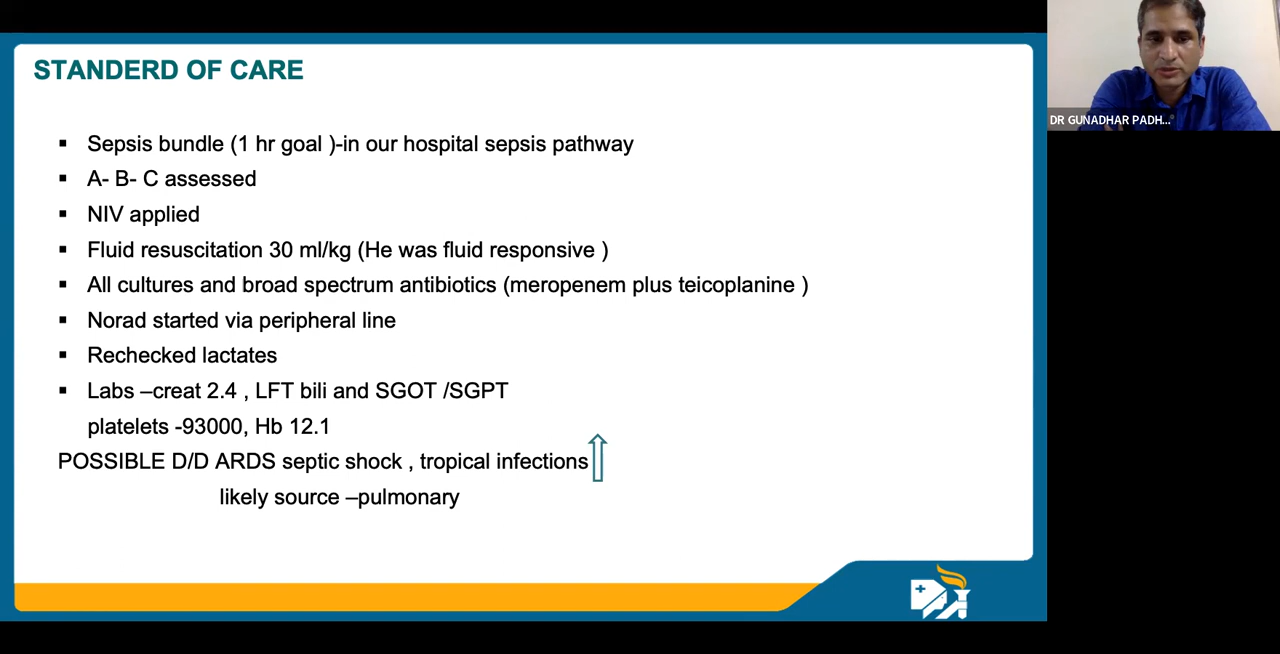 STANDERD OF CARE
▪ Sepsis bundle (1 hr goal )-in our hospital sepsis pathway
▪ A- B- C assessed
▪ NIV applied
▪ Fluid resuscitation 30 ml/kg (He was fluid responsive )
▪ All cultures and broad spectrum antibiotics (meropenem plus teicoplanine )
▪ Norad started via peripheral line
▪ Rechecked lactates
▪ Labs –creat 2.4 , LFT bili and SGOT /SGPT
platelets -93000, Hb 12.1
POSSIBLE D/D ARDS septic shock , tropical infections
likely source –pulmonary
DR GUNADHAR PADH...